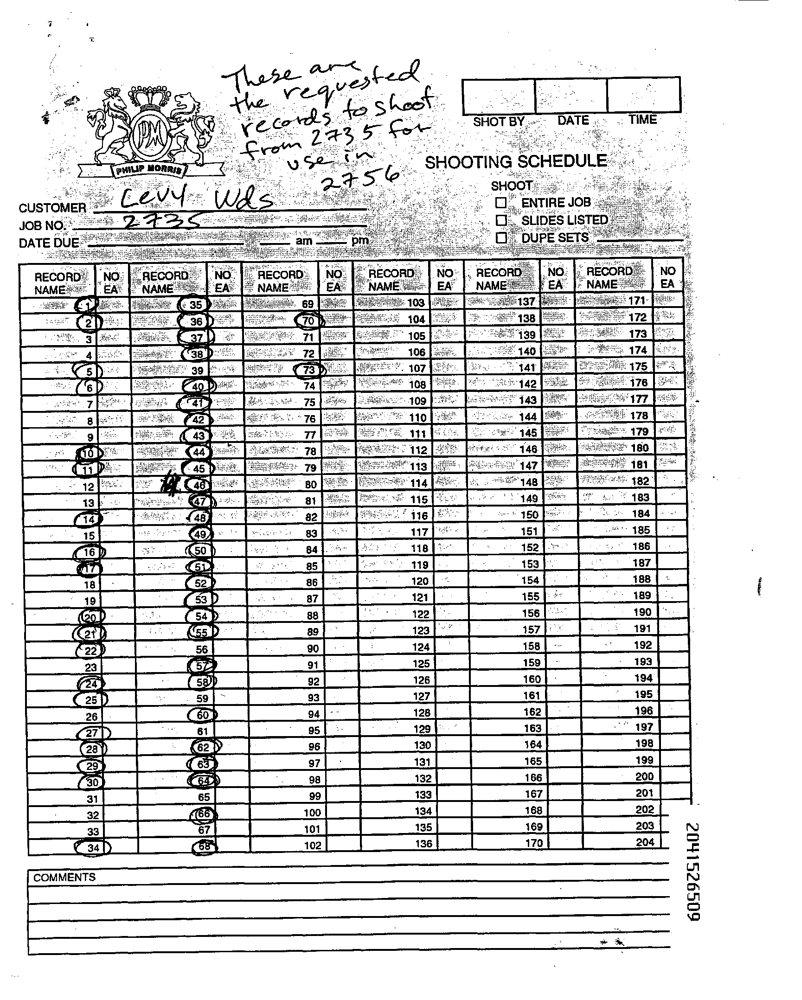 These are
the requested
records to shoot
from 2735 for
use in
2756
PM
PHILIP MORRIS
SHOT BY DATE TIME
SHOOTING SCHEDULE
SHOOT
ENTIRE JOB
SLIDES LISTED
DUPE SETS
CUSTOMER Levy Wds
JOB NO. 2735
DATE DUE am pm
RECORD NAME NO EA RECORD NAME NO EA RECORD NAME NO EA RECORD NAME NO EA RECORD NAME NO EA RECORD NAME NO EA
1 35 69 103 137 171
2 36 70 104 138 172
3 37 71 105 139 173
4 38 72 106 140 174
5 39 73 107 141 175
6 40 74 108 142 176
7 41 75 109 143 177
8 42 76 110 144 178
9 43 77 111 145 179
10 44 78 112 146 180
11 45 79 113 147 181
12 46 80 114 148 182
13 47 81 115 149 183
14 48 82 116 150 184
15 49 83 117 151 185
16 50 84 118 152 186
17 51 85 119 153 187
18 52 86 120 154 188
19 53 87 121 155 189
20 54 88 122 156 190
21 55 89 123 157 191
22 56 90 124 158 192
23 57 91 125 159 193
24 58 92 126 160 194
25 59 93 127 161 195
26 60 94 128 162 196
27 61 95 129 163 197
28 62 96 130 164 198
29 63 97 131 165 199
30 64 98 132 166 200
31 65 99 133 167 201
32 66 100 134 168 202
33 67 101 135 169 203
34 68 102 136 170 204
COMMENTS
2041526509